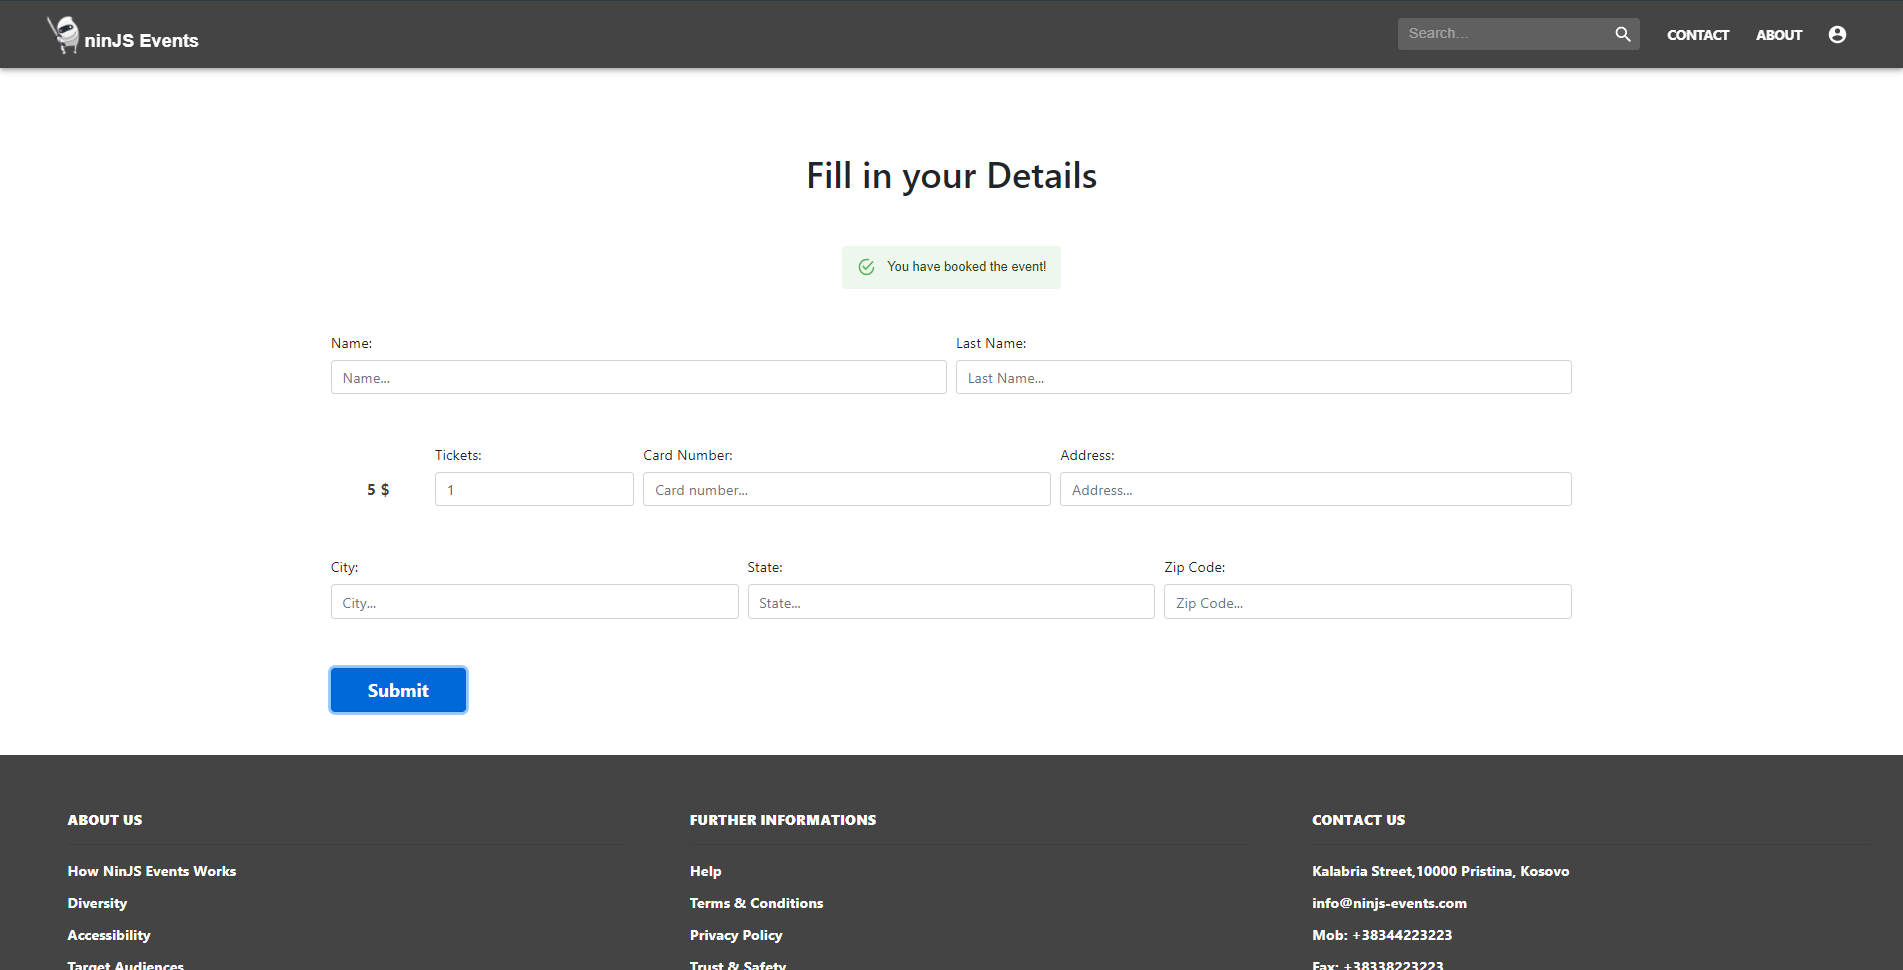 ninJS Events
Search...
CONTACT
ABOUT
Fill in your Details
You have booked the event!
Name:
Last Name:
Name...
Last Name...
Tickets:
Card Number:
Address:
5 $
1
Card number...
Address...
City:
State:
Zip Code:
City...
State...
Zip Code...
Submit
ABOUT US
How NinJS Events Works
Diversity
Accessibility
Target Audiences
FURTHER INFORMATIONS
Help
Terms & Conditions
Privacy Policy
Trust & Safety
CONTACT US
Kalabria Street,10000 Pristina, Kosovo
info@ninjs-events.com
Mob: +38344223223
Fax: +38338223223